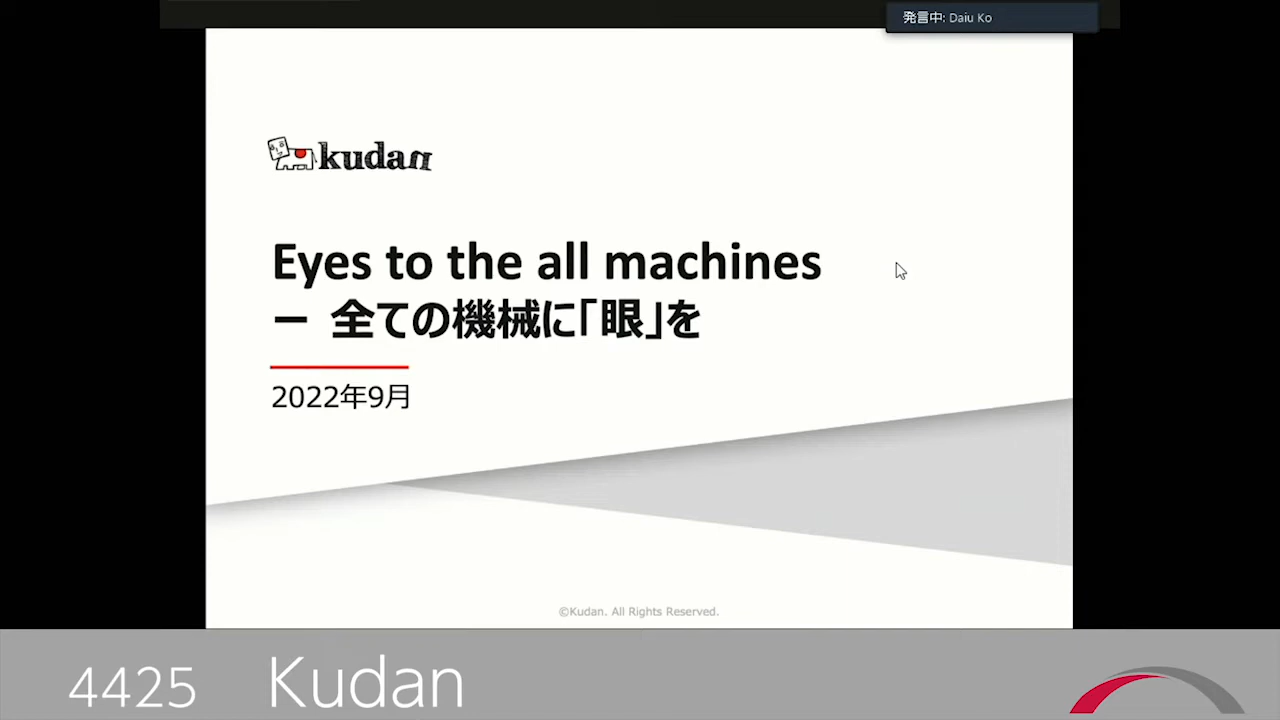 発言中: Daiu Ko
kudan
Eyes to the all machines
－ 全ての機械に「眼」を
2022年9月
©Kudan. All Rights Reserved.
4425 Kudan